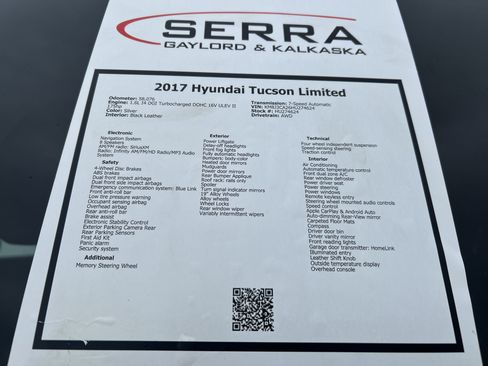 SERRA
GAYLORD & KALKASKA
2017 Hyundai Tucson Limited
Odometer: 58,076
Engine: 1.6L I4 DGI Turbocharged DOHC 16V ULEV II
175hp
Color: Silver
Interior: Black Leather
Transmission: 7-Speed Automatic
VIN: KM8J3CA26HU274624
Stock #: HU274624
Drivetrain: AWD
Electronic
Navigation System
8 Speakers
AM/FM radio: SiriusXM
Radio: Infinity AM/FM/HD Radio/MP3 Audio
System
Safety
4-Wheel Disc Brakes
ABS brakes
Dual front impact airbags
Dual front side impact airbags
Emergency communication system: Blue Link
Front anti-roll bar
Low tire pressure warning
Occupant sensing airbag
Overhead airbag
Rear anti-roll bar
Brake assist
Electronic Stability Control
Exterior Parking Camera Rear
Rear Parking Sensors
First Aid Kit
Panic alarm
Security system
Additional
Memory Steering Wheel
Exterior
Power Liftgate
Delay-off headlights
Front fog lights
Fully automatic headlights
Bumpers: body-color
Heated door mirrors
Mudguards
Power door mirrors
Rear Bumper Applique
Roof rack: rails only
Spoiler
Turn signal indicator mirrors
19" Alloy Wheels
Alloy wheels
Wheel Locks
Rear window wiper
Variably intermittent wipers
Technical
Four wheel independent suspension
Speed-sensing steering
Traction control
Interior
Air Conditioning
Automatic temperature control
Front dual zone A/C
Rear window defroster
Power driver seat
Power steering
Power windows
Remote keyless entry
Steering wheel mounted audio controls
Speed control
Apple CarPlay & Android Auto
Auto-dimming Rear-View mirror
Carpeted Floor Mats
Compass
Driver door bin
Driver vanity mirror
Front reading lights
Garage door transmitter: HomeLink
Illuminated entry
Leather Shift Knob
Outside temperature display
Overhead console